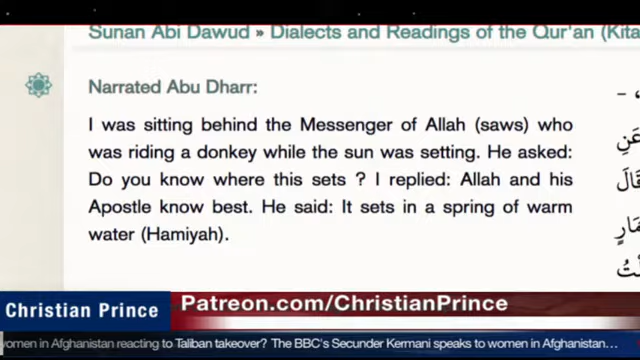 Sunan Abi Dawud » Dialects and Readings of the Qur'an (Kita
Narrated Abu Dharr:
I was sitting behind the Messenger of Allah (saws) who
was riding a donkey while the sun was setting. He asked:
Do you know where this sets ? I replied: Allah and his
Apostle know best. He said: It sets in a spring of warm
water (Hamiyah).
عَنِ
قَالَ
Christian Prince
Patreon.com/ChristianPrince
women in Afghanistan reacting to Taliban takeover? The BBC's Secunder Kermani speaks to women in Afghanistan...